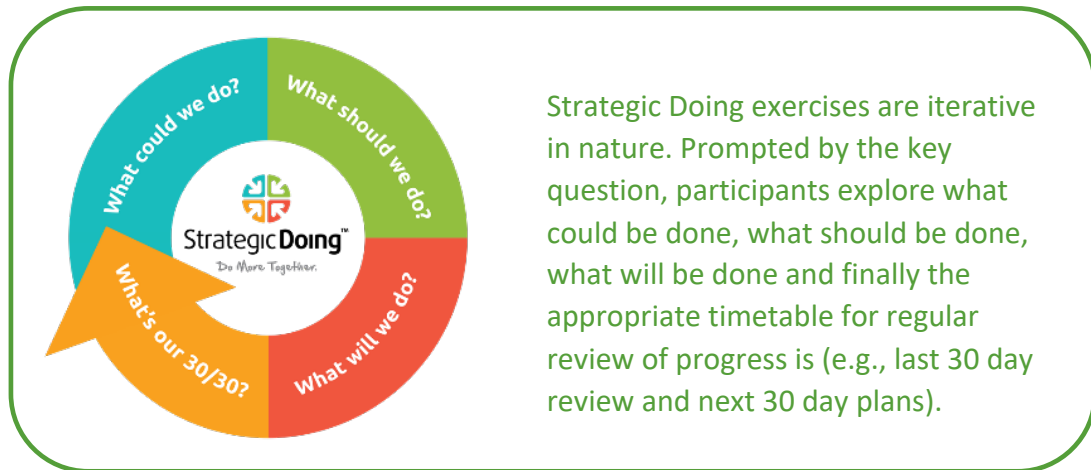 What could we do?
What should we do?
StrategicDoing™
Do More Together.
What's our 30/30?
What will we do?
Strategic Doing exercises are iterative
in nature. Prompted by the key
question, participants explore what
could be done, what should be done,
what will be done and finally the
appropriate timetable for regular
review of progress is (e.g., last 30 day
review and next 30 day plans).